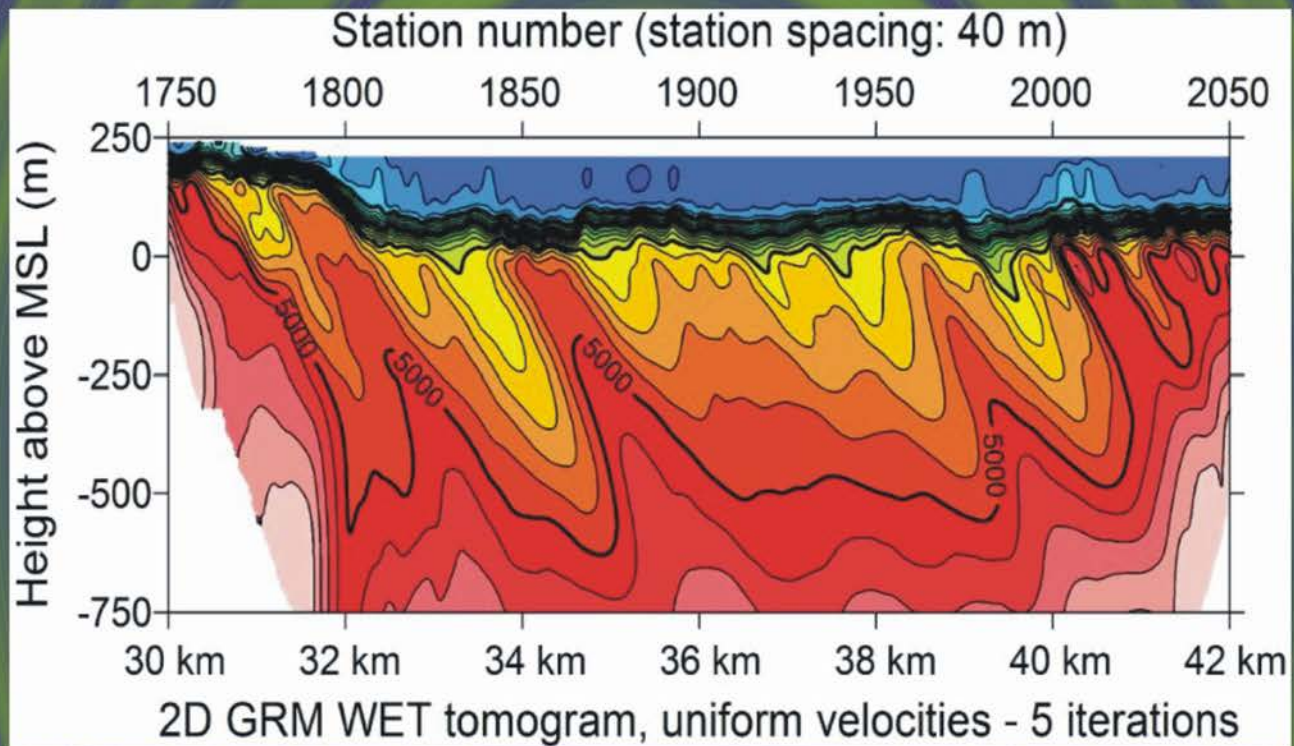 Station number (station spacing: 40 m)
1750 1800 1850 1900 1950 2000 2050
Height above MSL (m)
250
0
-250
-500
-750
5000
5000
5000
5000
30 km 32 km 34 km 36 km 38 km 40 km 42 km
2D GRM WET tomogram, uniform velocities - 5 iterations